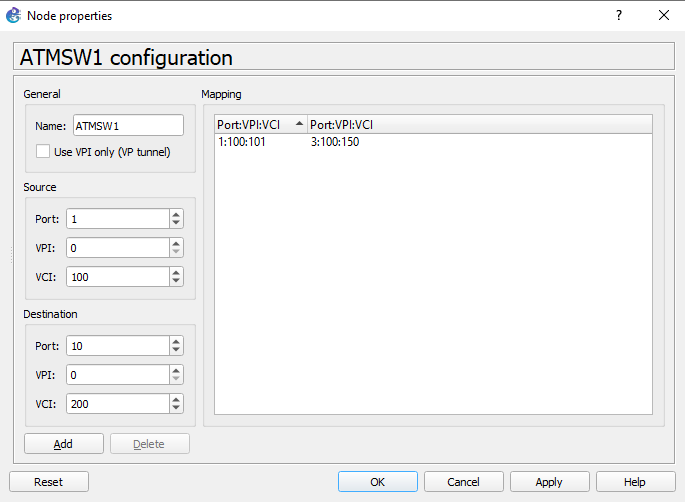 Node properties
?
ATMSW1 configuration
General
Name: ATMSW1
Use VPI only (VP tunnel)
Source
Port: 1
VPI: 0
VCI: 100
Destination
Port: 10
VPI: 0
VCI: 200
Add Delete
Mapping
Port:VPI:VCI Port:VPI:VCI
1:100:101 3:100:150
Reset OK Cancel Apply Help